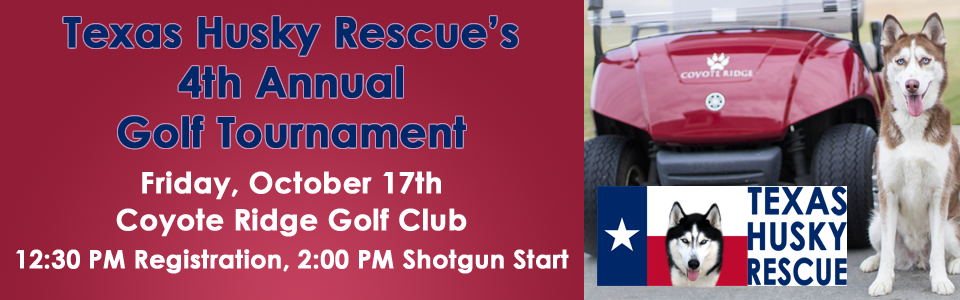 Texas Husky Rescue’s
4th Annual
Golf Tournament
Friday, October 17th
Coyote Ridge Golf Club
12:30 PM Registration, 2:00 PM Shotgun Start
COYOTE RIDGE
TEXAS
HUSKY
RESCUE